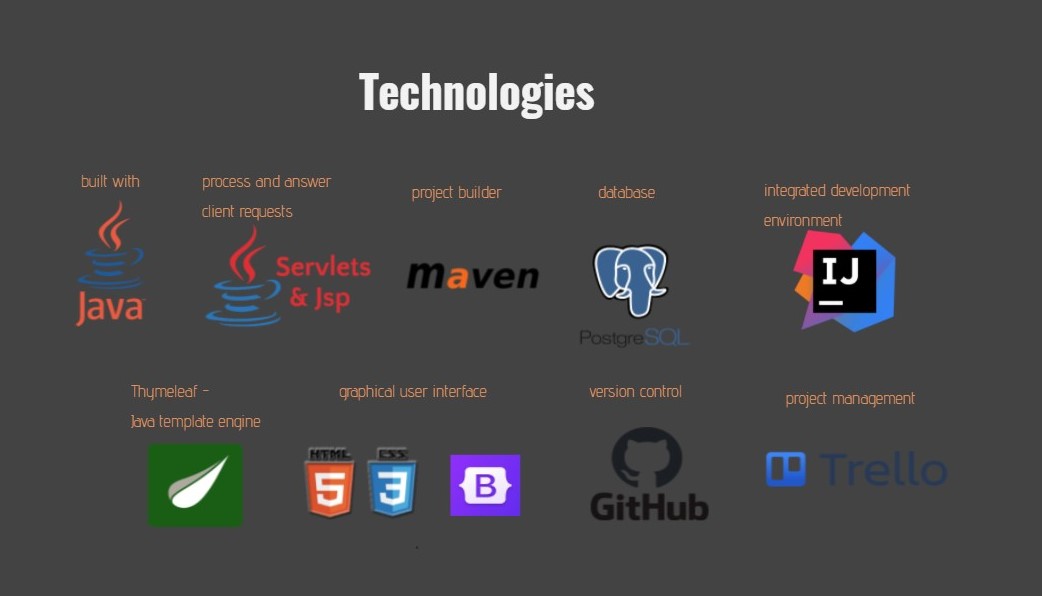 Technologies
built with
process and answer
client requests
project builder
database
integrated development
environment
Java
Servlets
& Jsp
maven
PostgreSQL
IJ
Thymeleaf -
Java template engine
graphical user interface
version control
project management
HTML
5
CSS
3
B
GitHub
Trello